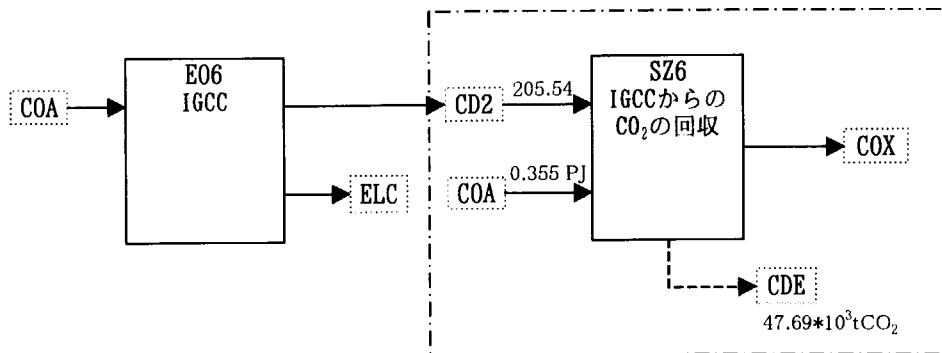 COA
E06
IGCC
ELC
CD2
205.54
COA
0.355 PJ
SZ6
IGCCからの
CO₂の回収
COX
CDE
47.69*10³tCO₂